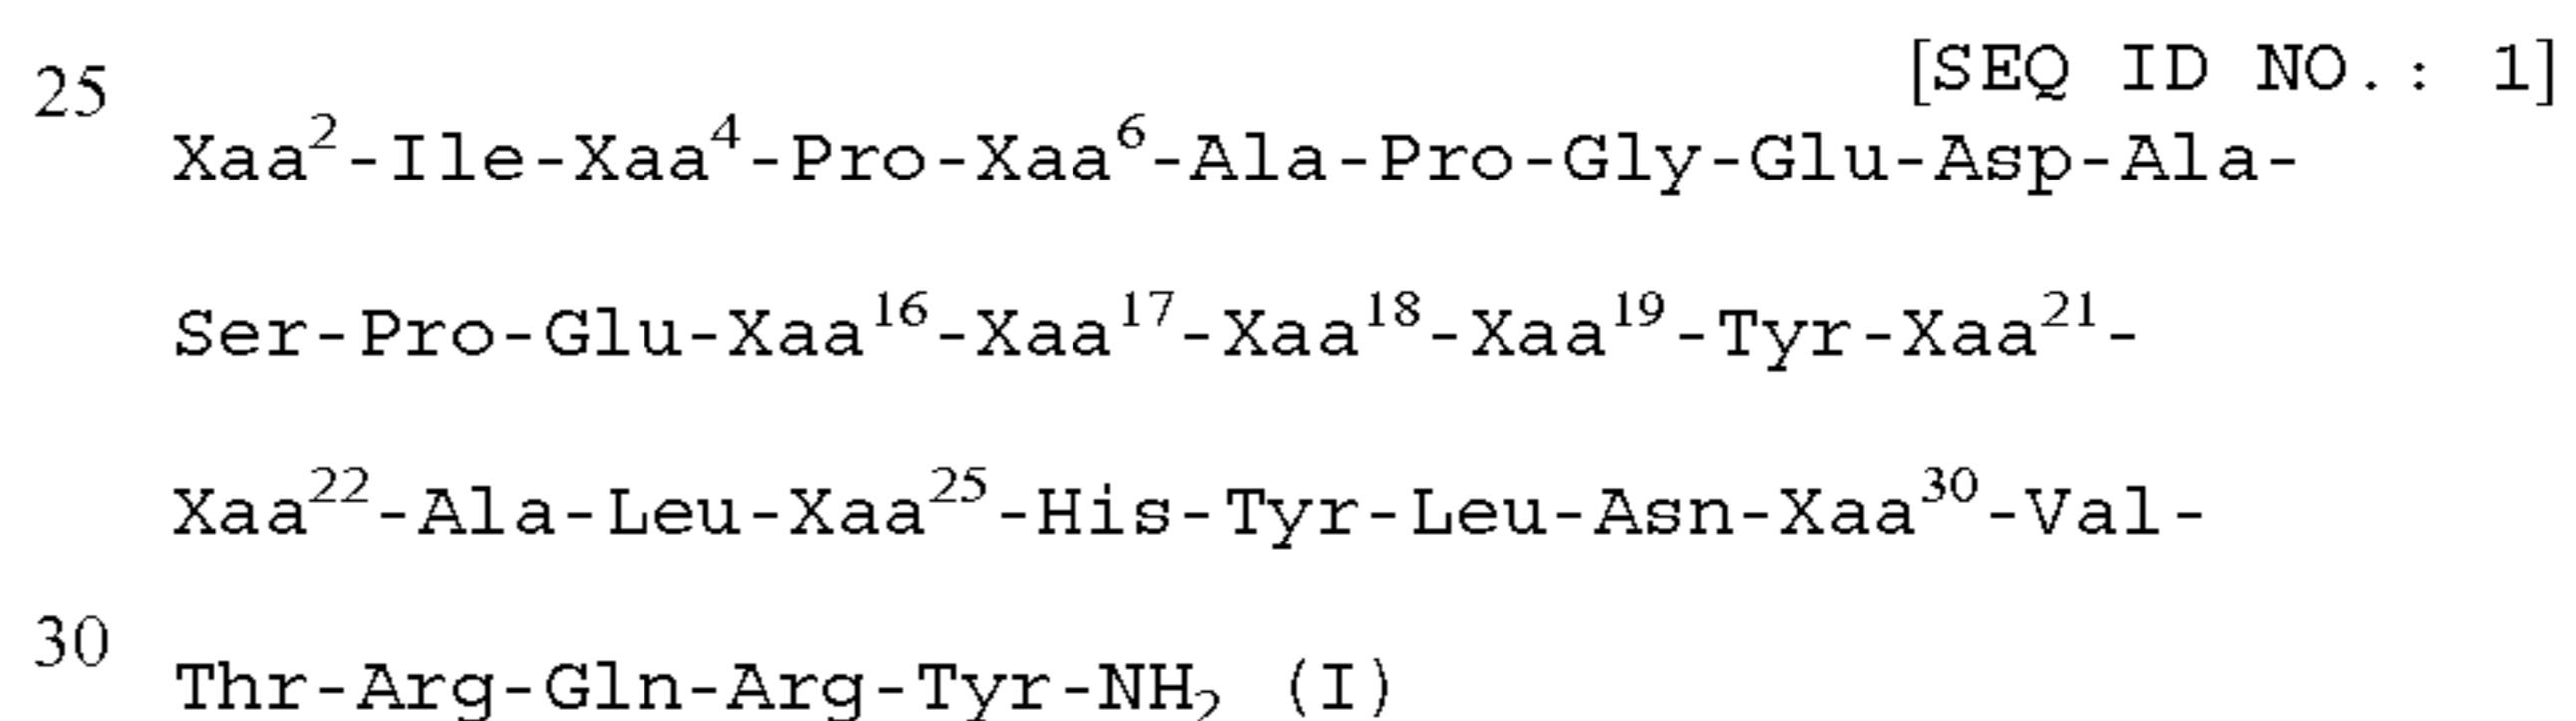 25 [SEQ ID NO.: 1]
Xaa²-Ile-Xaa⁴-Pro-Xaa⁶-Ala-Pro-Gly-Glu-Asp-Ala-
Ser-Pro-Glu-Xaa¹⁶-Xaa¹⁷-Xaa¹⁸-Xaa¹⁹-Tyr-Xaa²¹-
Xaa²²-Ala-Leu-Xaa²⁵-His-Tyr-Leu-Asn-Xaa³⁰-Val-
30 Thr-Arg-Gln-Arg-Tyr-NH₂ (I)